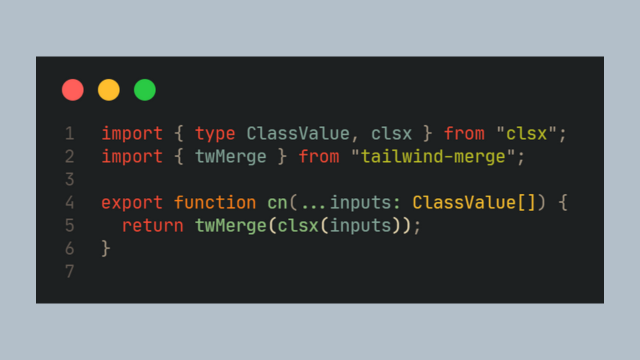 1 import { type ClassValue, clsx } from "clsx";
2 import { twMerge } from "tailwind-merge";
3
4 export function cn(...inputs: ClassValue[]) {
5   return twMerge(clsx(inputs));
6 }
7